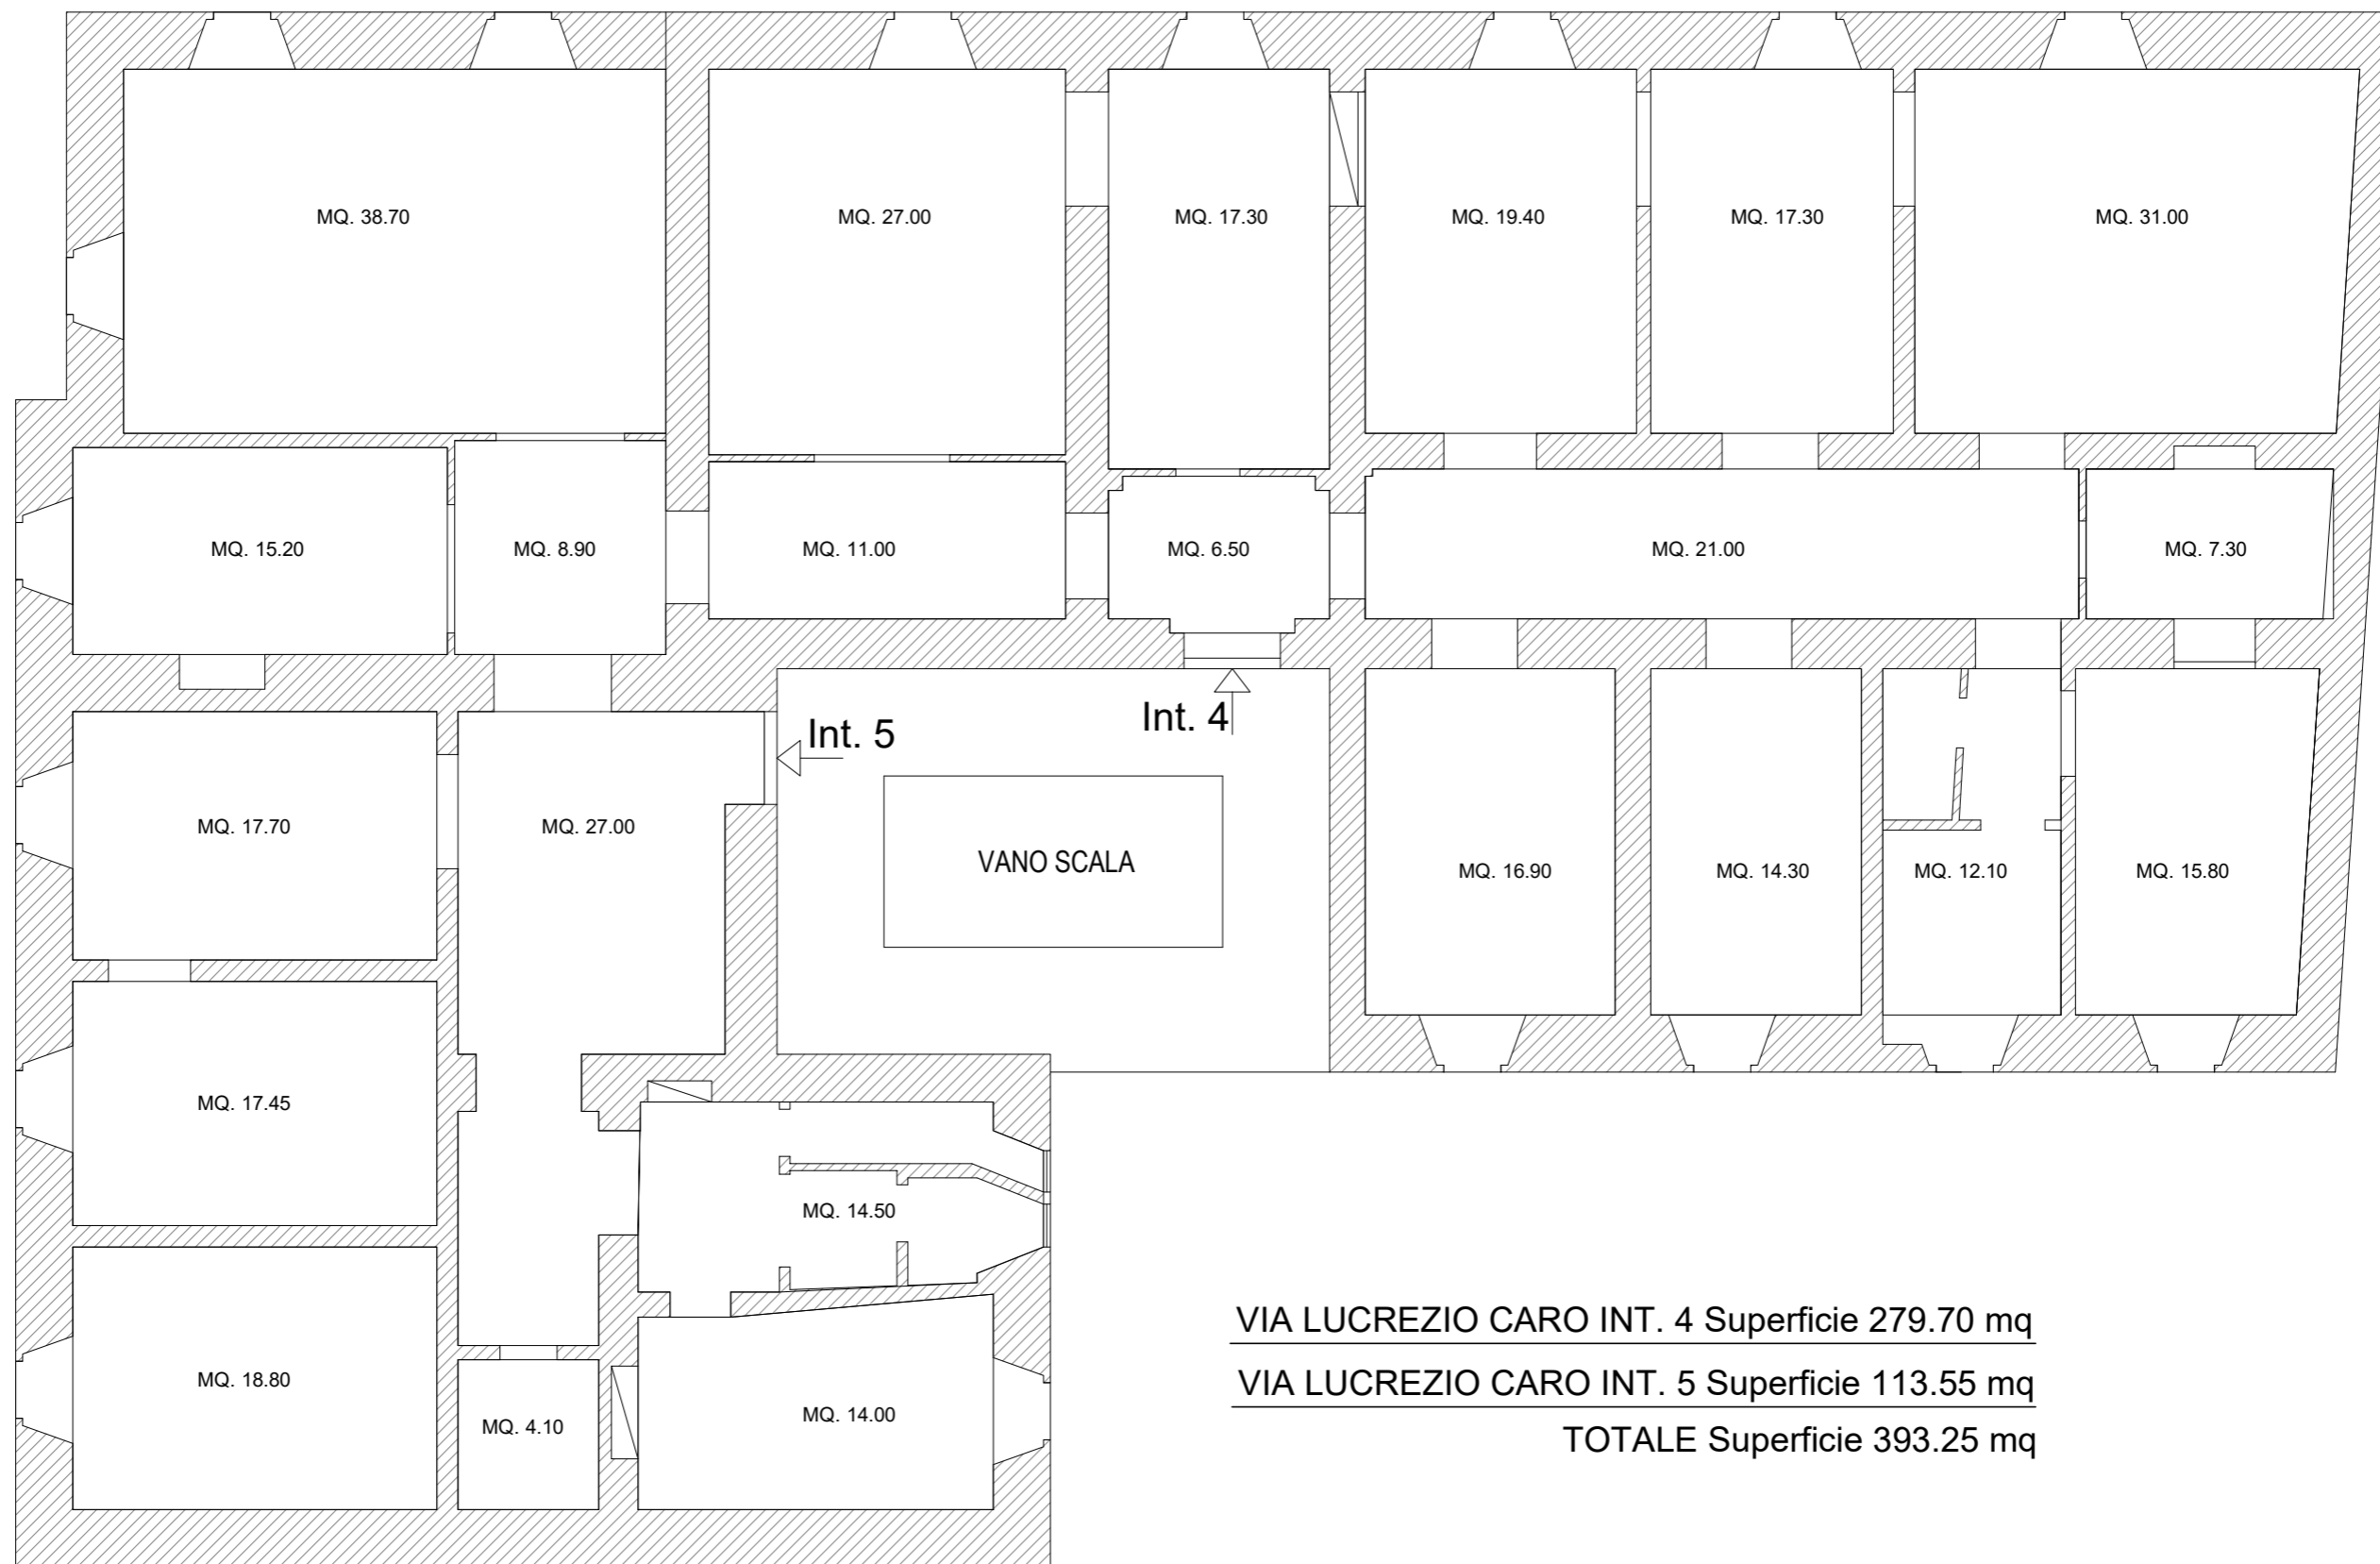 MQ. 38.70
MQ. 27.00
MQ. 17.30
MQ. 19.40
MQ. 17.30
MQ. 31.00
MQ. 15.20
MQ. 8.90
MQ. 11.00
MQ. 6.50
MQ. 21.00
MQ. 7.30
Int. 5
Int. 4
MQ. 17.70
MQ. 27.00
VANO SCALA
MQ. 16.90
MQ. 14.30
MQ. 12.10
MQ. 15.80
MQ. 17.45
MQ. 14.50
MQ. 18.80
MQ. 4.10
MQ. 14.00
VIA LUCREZIO CARO INT. 4 Superficie 279.70 mq
VIA LUCREZIO CARO INT. 5 Superficie 113.55 mq
TOTALE Superficie 393.25 mq